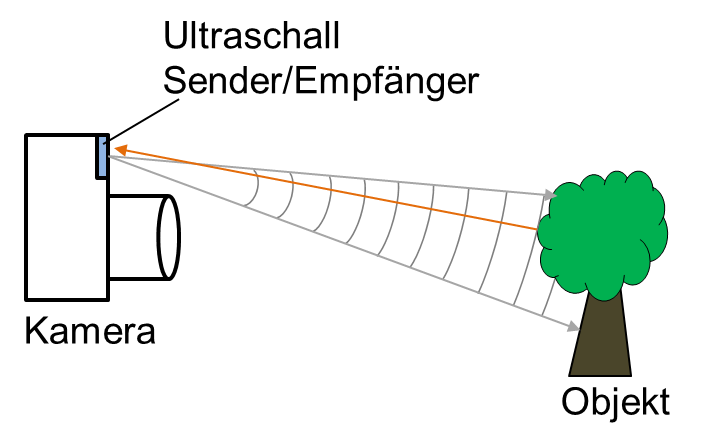 Ultraschall
Sender/Empfänger
Kamera
Objekt